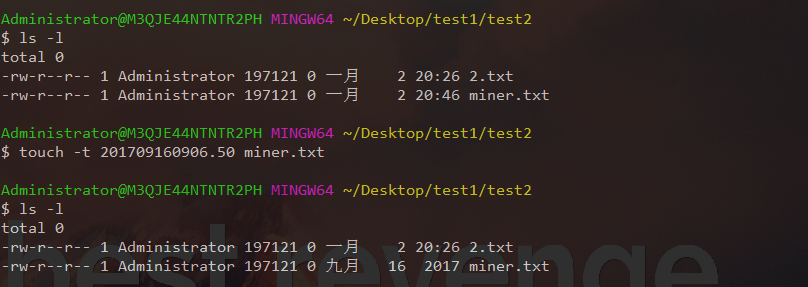 Administrator@M3QJE44NTNTR2PH MINGW64 ~/Desktop/test1/test2
$ ls -l
total 0
-rw-r--r-- 1 Administrator 197121 0 一月    2 20:26 2.txt
-rw-r--r-- 1 Administrator 197121 0 一月    2 20:46 miner.txt
Administrator@M3QJE44NTNTR2PH MINGW64 ~/Desktop/test1/test2
$ touch -t 201709160906.50 miner.txt
Administrator@M3QJE44NTNTR2PH MINGW64 ~/Desktop/test1/test2
$ ls -l
total 0
-rw-r--r-- 1 Administrator 197121 0 一月    2 20:26 2.txt
-rw-r--r-- 1 Administrator 197121 0 九月   16  2017 miner.txt
best revenge